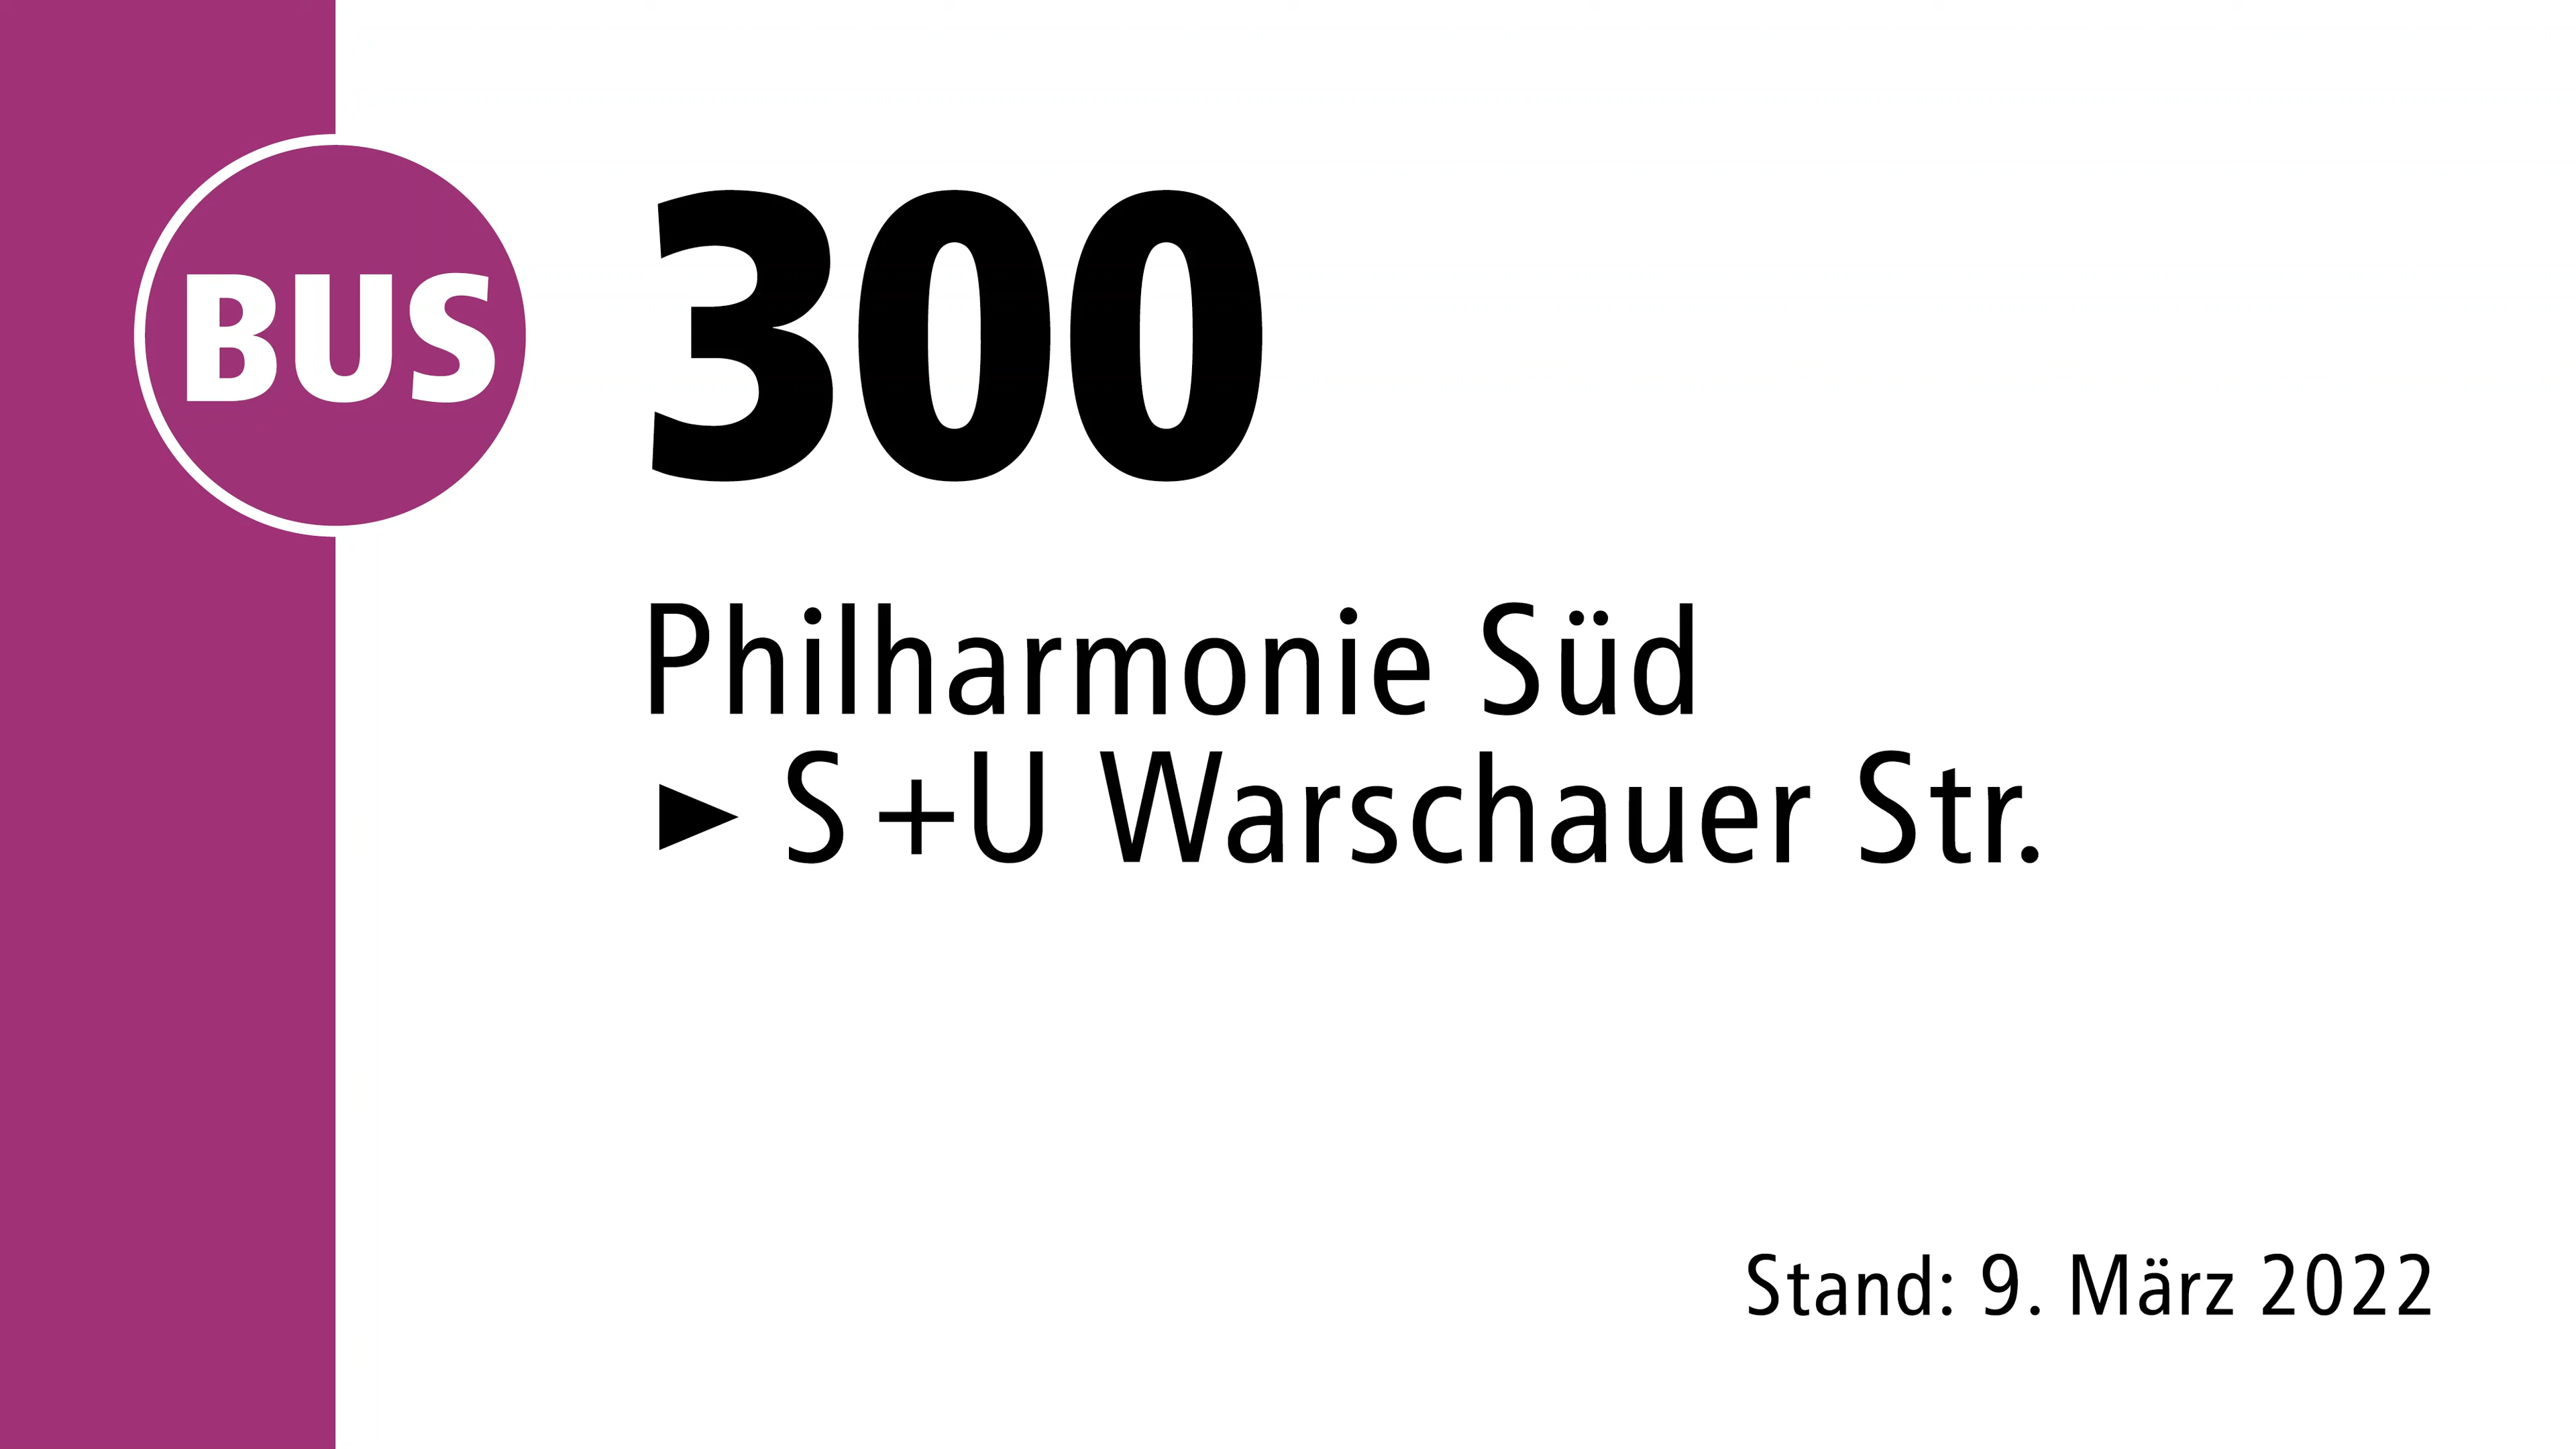 BUS
300
Philharmonie Süd
► S+U Warschauer Str.
Stand: 9. März 2022